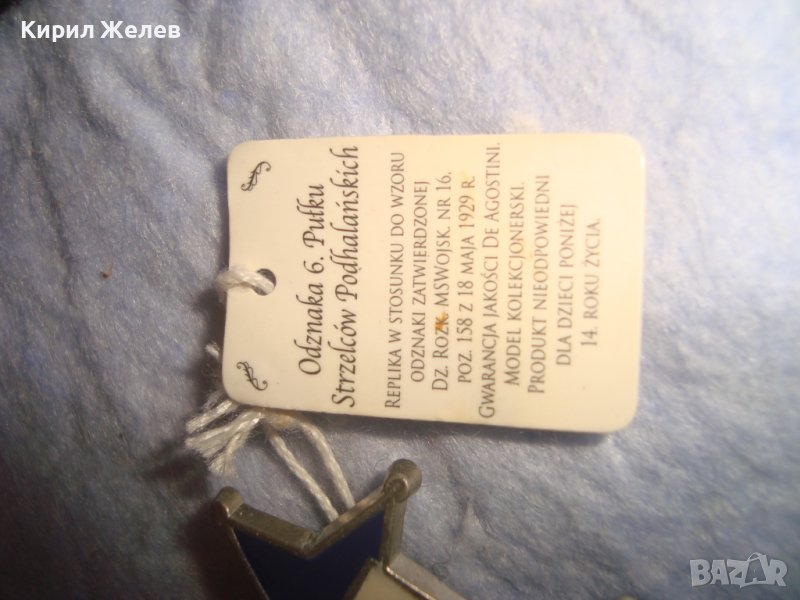 Кирил Желев
Odznaka 6. Pułku
Strzelców Podhalańskich
REPLIKA W STOSUNKU DO WZORU
ODZNAKI ZATWIERDZONEJ
DZ. ROZK. MSWOJSK. NR 16.
POZ. 158 Z 18 MAJA 1929 R.
GWARANCJA JAKOŚCI DE AGOSTINI.
MODEL KOLEKCJONERSKI.
PRODUKT NIEODPOWIEDNI
DLA DZIECI PONIŻEJ
14. ROKU ŻYCIA.
BAZAR